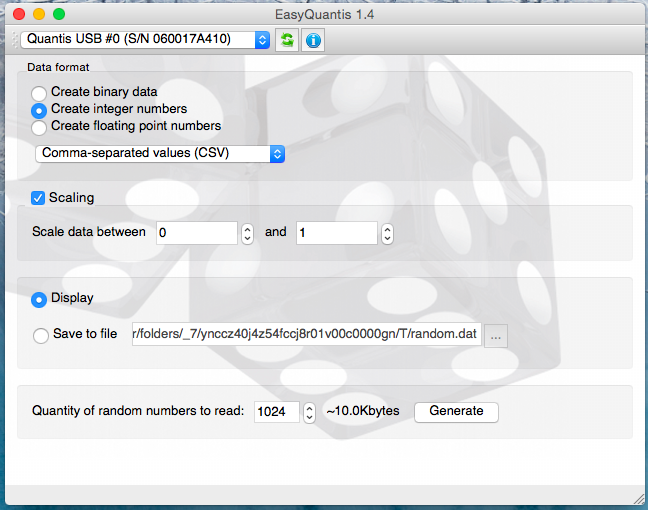 EasyQuantis 1.4
Quantis USB #0 (S/N 060017A410)
Data format
Create binary data
Create integer numbers
Create floating point numbers
Comma-separated values (CSV)
Scaling
Scale data between 0 and 1
Display
Save to file r/folders/_7/ynccz40j4z54fccj8r01v00c0000gn/T/random.dat ...
Quantity of random numbers to read: 1024 ~10.0Kbytes Generate